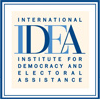 INTERNATIONAL
IDEA
INSTITUTE FOR
DEMOCRACY AND
ELECTORAL
ASSISTANCE